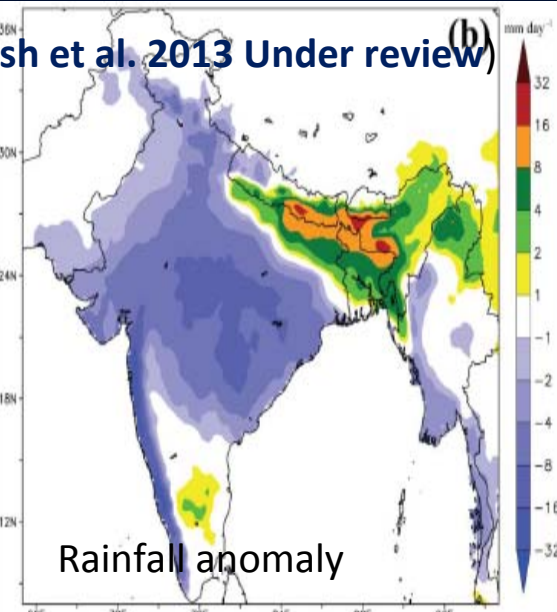 36N
(b)
mm day⁻¹
sh et al. 2013 Under review)
32
16
30N
8
4
2
24N
1
-1
-2
18N
-4
-8
-16
12N
-32
Rainfall anomaly